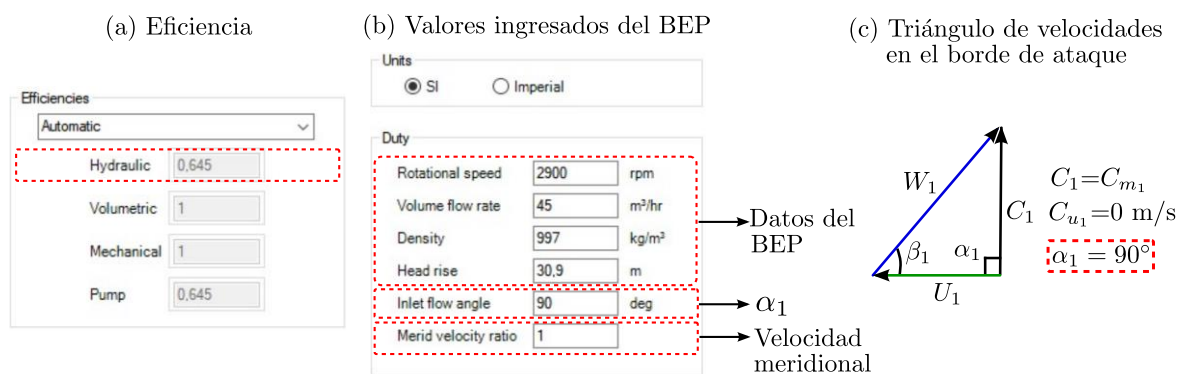 (a) Eficiencia
Efficiencies
Automatic
Hydraulic 0,645
Volumetric 1
Mechanical 1
Pump 0,645
(b) Valores ingresados del BEP
Units
SI Imperial
Duty
Rotational speed 2900 rpm
Volume flow rate 45 m³/hr
Density 997 kg/m³
Head rise 30,9 m
Inlet flow angle 90 deg
Merid velocity ratio 1
Datos del
BEP
α₁
Velocidad
meridional
(c) Triángulo de velocidades
en el borde de ataque
W₁
C₁
β₁
α₁
U₁
C₁=Cₘ₁
Cᵤ₁=0 m/s
α₁ = 90°